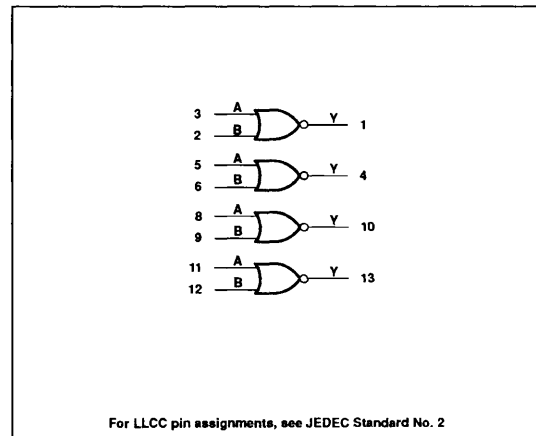 3 A Y 1
2 B
5 A Y 4
6 B
8 A Y 10
9 B
11 A Y 13
12 B
For LLCC pin assignments, see JEDEC Standard No. 2